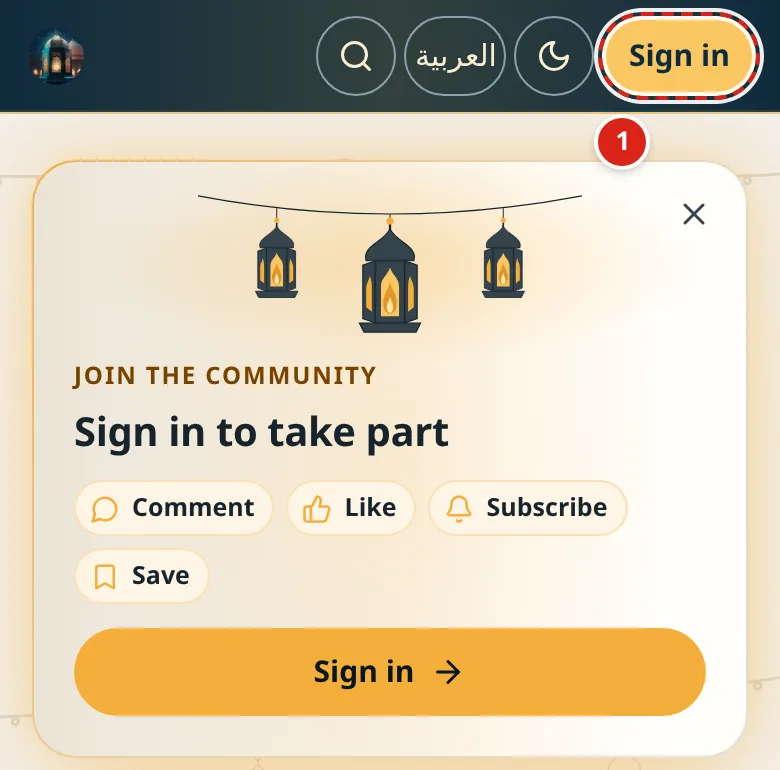 العربية
Sign in
1
JOIN THE COMMUNITY
Sign in to take part
Comment
Like
Subscribe
Save
Sign in →